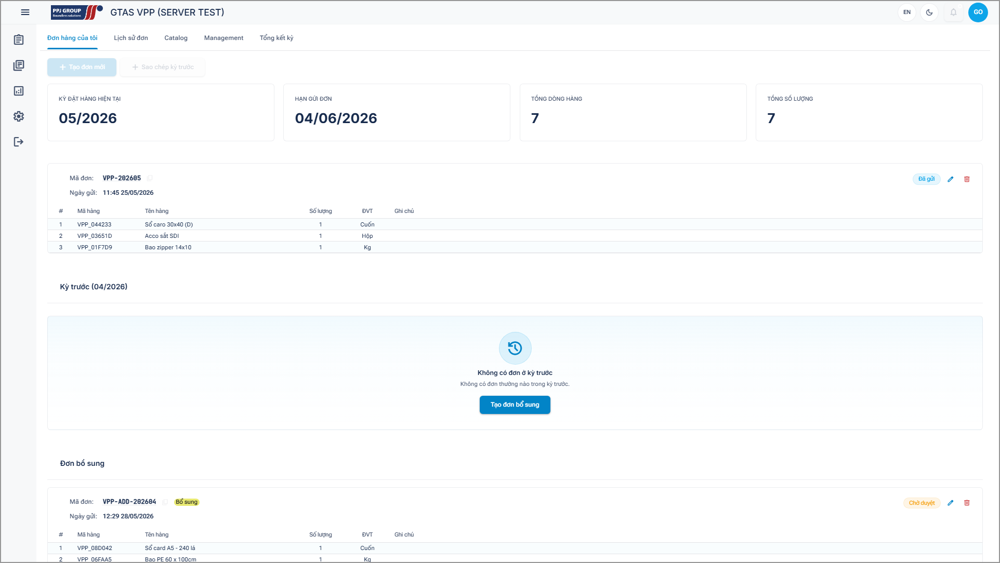 PPJ GROUP
Boundless solutions
GTAS VPP (SERVER TEST)
EN
GO
Đơn hàng của tôi
Lịch sử đơn
Catalog
Management
Tổng kết kỳ
Tạo đơn mới
Sao chép kỳ trước
KỲ ĐẶT HÀNG HIỆN TẠI
05/2026
HẠN GỬI ĐƠN
04/06/2026
TỔNG DÒNG HÀNG
7
TỔNG SỐ LƯỢNG
7
Mã đơn: VPP-202605
Đã gửi
Ngày gửi: 11:45 25/05/2026
# Mã hàng Tên hàng Số lượng ĐVT Ghi chú
1 VPP_044233 Sổ caro 30x40 (D) 1 Cuốn
2 VPP_03651D Acco sắt SDI 1 Hộp
3 VPP_01F7D9 Bao zipper 14x10 1 Kg
Kỳ trước (04/2026)
Không có đơn ở kỳ trước
Không có đơn thường nào trong kỳ trước.
Tạo đơn bổ sung
Đơn bổ sung
Mã đơn: VPP-ADD-202604 Bổ sung
Chờ duyệt
Ngày gửi: 12:29 28/05/2026
# Mã hàng Tên hàng Số lượng ĐVT Ghi chú
1 VPP_08D042 Sổ card A5 - 240 lá 1 Cuốn
2 VPP_06FAA5 Bao PE 60 x 100cm 1 Kg